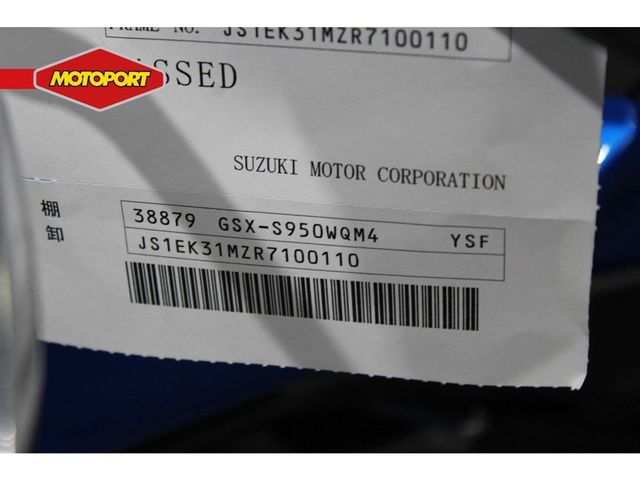 FRAME NO. JS1EK31MZR7100110
MOTOPORT
SSED
SUZUKI MOTOR CORPORATION
棚卸
38879 GSX-S950WQM4 YSF
JS1EK31MZR7100110